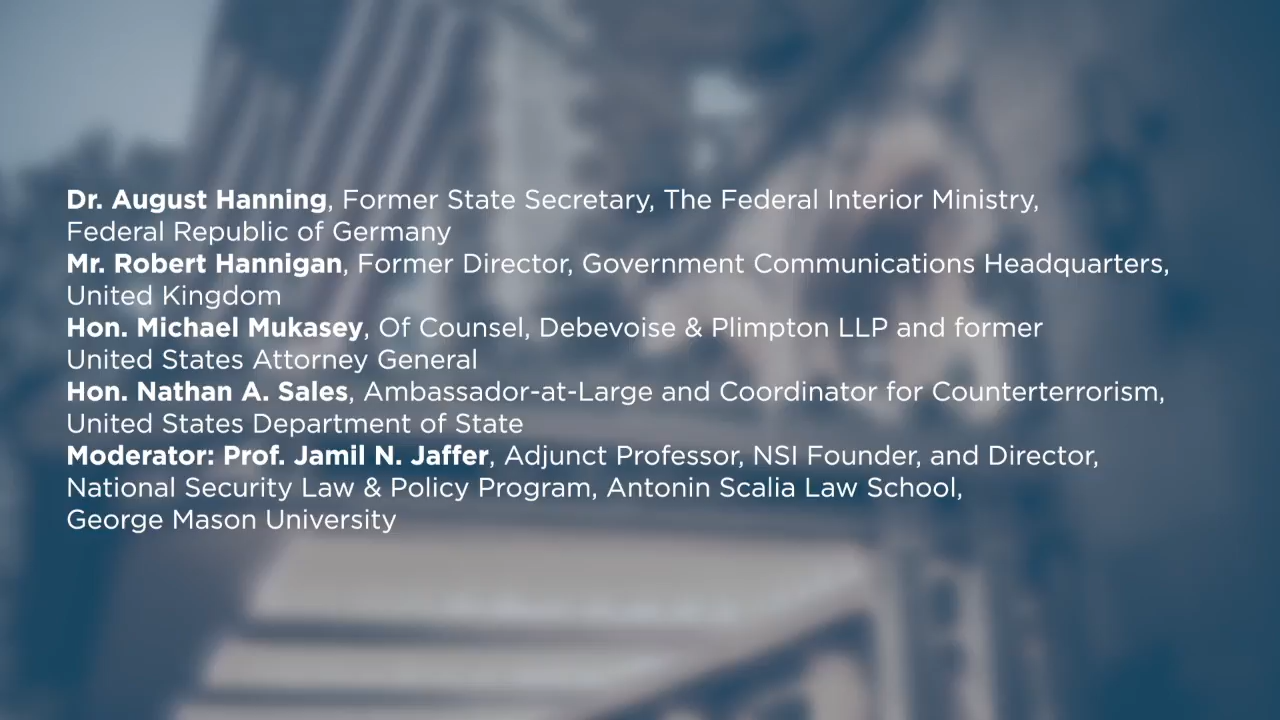 Dr. August Hanning, Former State Secretary, The Federal Interior Ministry,
Federal Republic of Germany
Mr. Robert Hannigan, Former Director, Government Communications Headquarters,
United Kingdom
Hon. Michael Mukasey, Of Counsel, Debevoise & Plimpton LLP and former
United States Attorney General
Hon. Nathan A. Sales, Ambassador-at-Large and Coordinator for Counterterrorism,
United States Department of State
Moderator: Prof. Jamil N. Jaffer, Adjunct Professor, NSI Founder, and Director,
National Security Law & Policy Program, Antonin Scalia Law School,
George Mason University